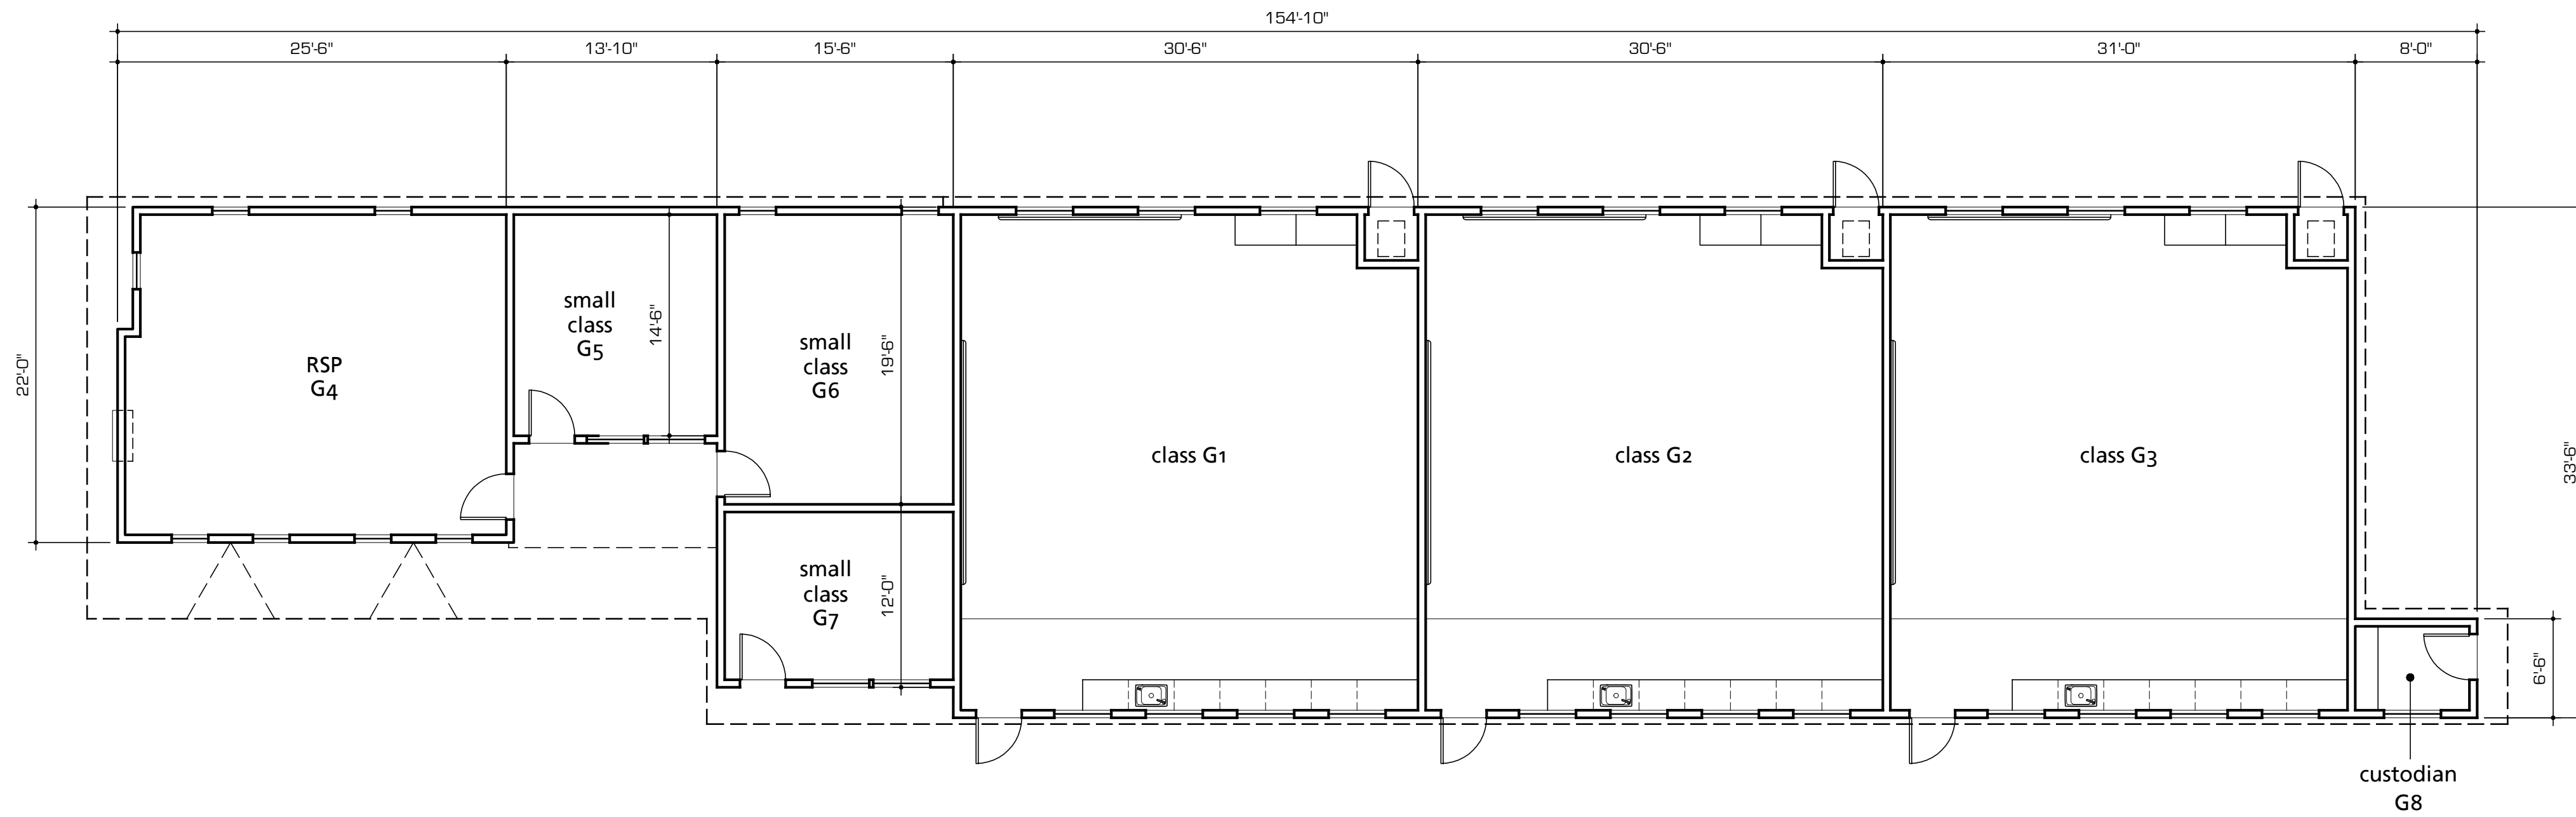 154'-10"
25'-6"
13'-10"
15'-6"
30'-6"
30'-6"
31'-0"
8'-0"
22'-0"
RSP
G4
small
class
G5
14'-6"
small
class
G6
19'-6"
small
class
G7
12'-0"
class G1
class G2
class G3
33'-6"
6'-6"
custodian
G8